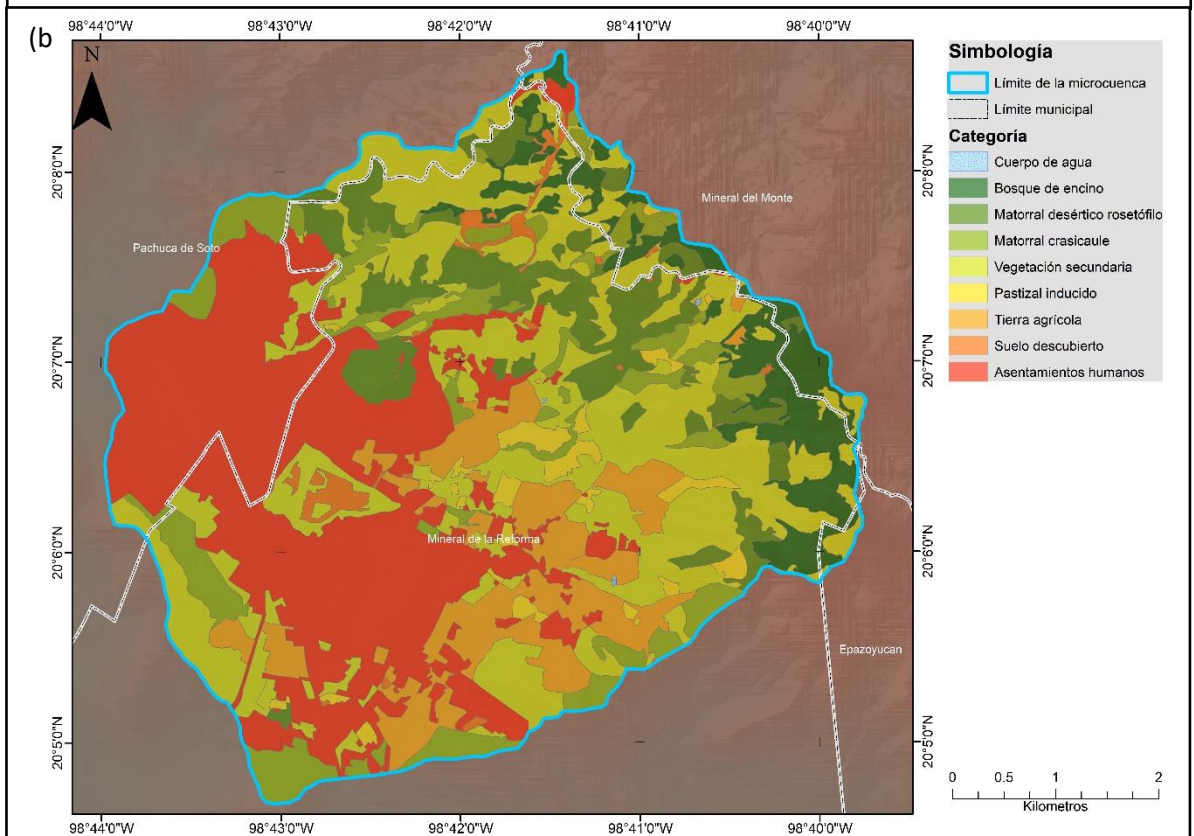 (b
98°44'0"W 98°43'0"W 98°42'0"W 98°41'0"W 98°40'0"W
N
20°8'0"N
20°7'0"N
20°6'0"N
20°5'0"N
Mineral del Monte
Pachuca de Soto
Mineral de la Reforma
Epazoyucan
20°8'0"N
20°7'0"N
20°6'0"N
20°5'0"N
98°44'0"W 98°43'0"W 98°42'0"W 98°41'0"W 98°40'0"W
Simbología
Límite de la microcuenca
Límite municipal
Categoría
Cuerpo de agua
Bosque de encino
Matorral desértico rosetófilo
Matorral crasicaule
Vegetación secundaria
Pastizal inducido
Tierra agrícola
Suelo descubierto
Asentamientos humanos
0 0.5 1 2
Kilometros